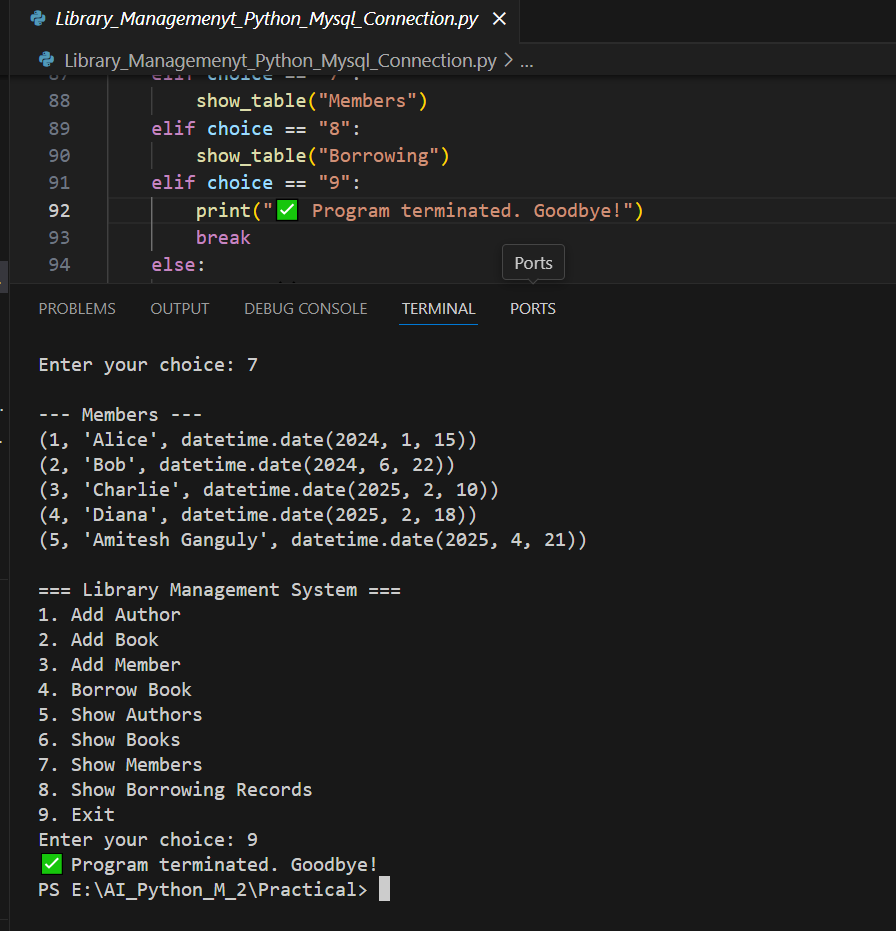 Library_Managemenyt_Python_Mysql_Connection.py ×
Library_Managemenyt_Python_Mysql_Connection.py > ...
87 elif choice == "7":
88 show_table("Members")
89 elif choice == "8":
90 show_table("Borrowing")
91 elif choice == "9":
92 print("✅ Program terminated. Goodbye!")
93 break
94 else:
Ports
PROBLEMS OUTPUT DEBUG CONSOLE TERMINAL PORTS
Enter your choice: 7
--- Members ---
(1, 'Alice', datetime.date(2024, 1, 15))
(2, 'Bob', datetime.date(2024, 6, 22))
(3, 'Charlie', datetime.date(2025, 2, 10))
(4, 'Diana', datetime.date(2025, 2, 18))
(5, 'Amitesh Ganguly', datetime.date(2025, 4, 21))
=== Library Management System ===
1. Add Author
2. Add Book
3. Add Member
4. Borrow Book
5. Show Authors
6. Show Books
7. Show Members
8. Show Borrowing Records
9. Exit
Enter your choice: 9
✅ Program terminated. Goodbye!
PS E:\AI_Python_M_2\Practical>